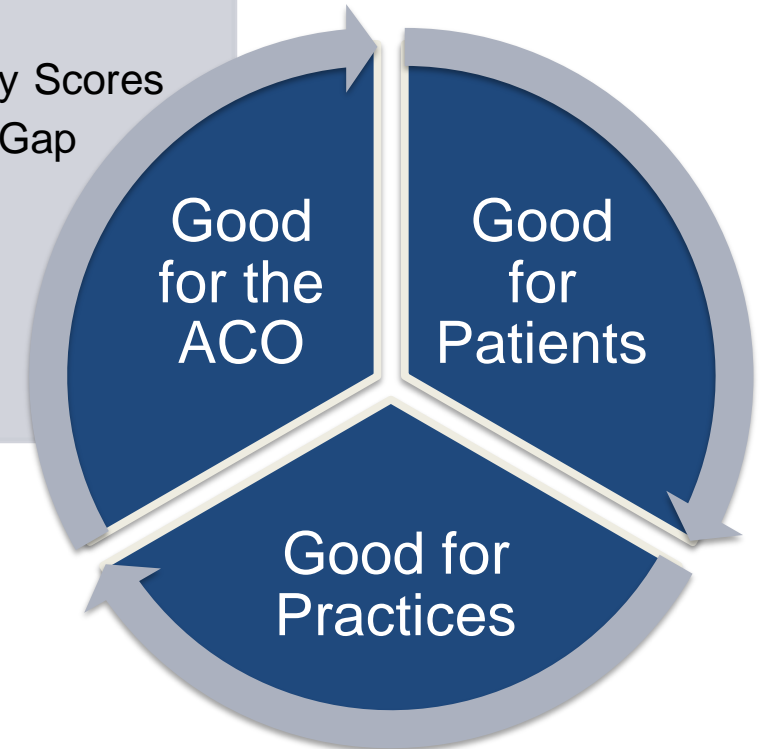 y Scores
Gap
Good
for the
ACO
Good
for
Patients
Good for
Practices